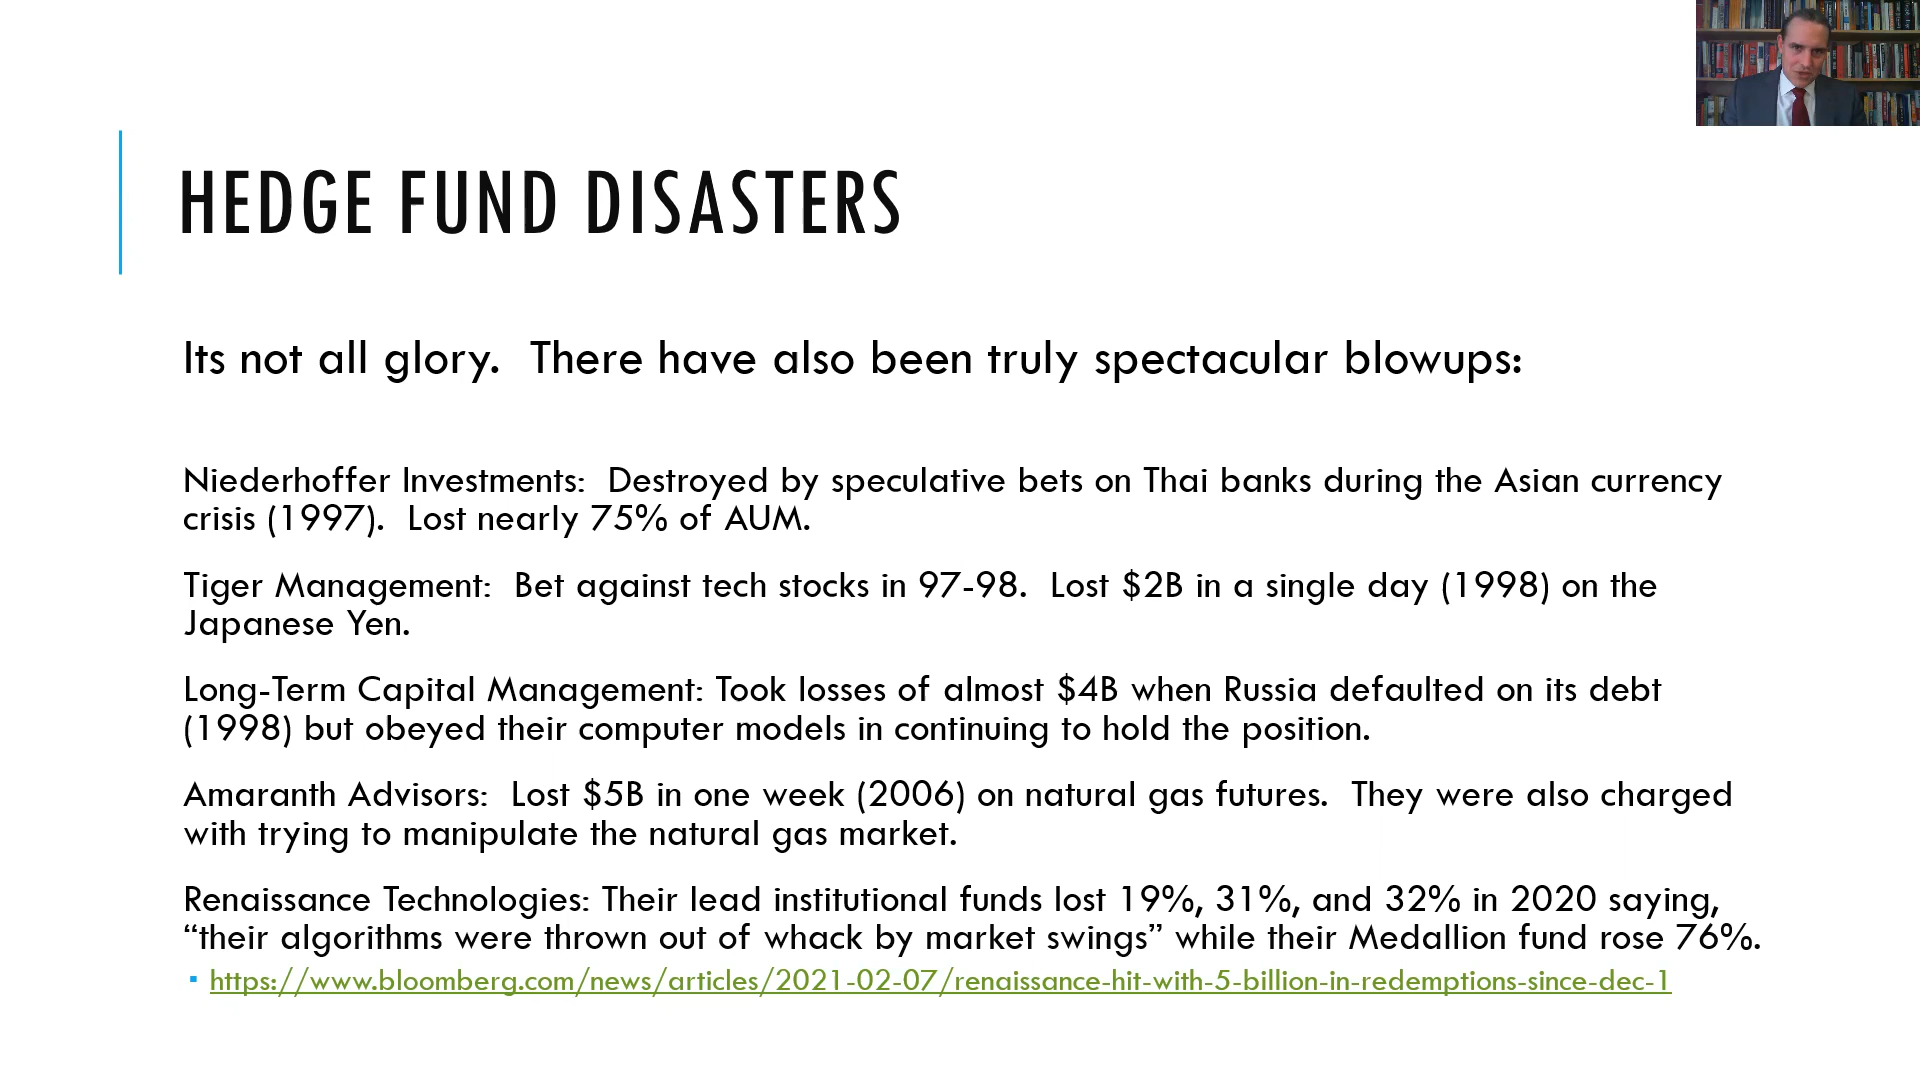 HEDGE FUND DISASTERS
Its not all glory.  There have also been truly spectacular blowups:
Niederhoffer Investments:  Destroyed by speculative bets on Thai banks during the Asian currency
crisis (1997).  Lost nearly 75% of AUM.
Tiger Management:  Bet against tech stocks in 97-98.  Lost $2B in a single day (1998) on the
Japanese Yen.
Long-Term Capital Management: Took losses of almost $4B when Russia defaulted on its debt
(1998) but obeyed their computer models in continuing to hold the position.
Amaranth Advisors:  Lost $5B in one week (2006) on natural gas futures.  They were also charged
with trying to manipulate the natural gas market.
Renaissance Technologies: Their lead institutional funds lost 19%, 31%, and 32% in 2020 saying,
“their algorithms were thrown out of whack by market swings” while their Medallion fund rose 76%.
▪ https://www.bloomberg.com/news/articles/2021-02-07/renaissance-hit-with-5-billion-in-redemptions-since-dec-1